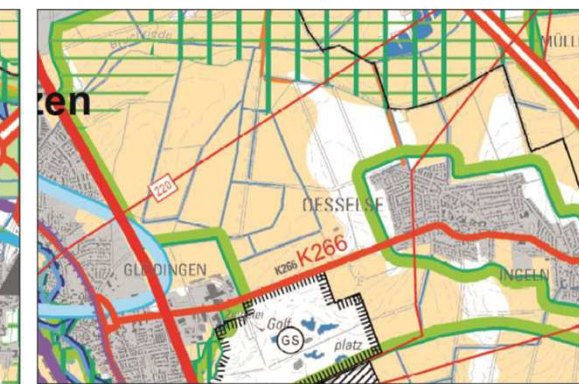 MÜLL
zen
220
OESSELSE
K266 K266
GLEIDINGEN
INGELN
Golf
GS
platz